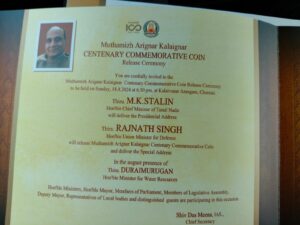 Muthamizh Arignar Kalaignar
CENTENARY COMMEMORATIVE COIN
Release Ceremony
You are cordially invited to the
Muthamizh Arignar Kalaignar Centenary Commemorative Coin Release Ceremony
to be held on Sunday, 18.8.2024 at 6.50 p.m. at Kalaivanar Arangam, Chennai.
Thiru. M.K.STALIN
Hon'ble Chief Minister of Tamil Nadu
will deliver the Presidential Address
Thiru. RAJNATH SINGH
Hon'ble Union Minister for Defence
will release Muthamizh Arignar Kalaignar Centenary Commemorative Coin
and deliver the Special Address
In the august presence of
Thiru. DURAIMURUGAN
Hon'ble Minister for Water Resources
Hon'ble Ministers, Hon'ble Mayor, Members of Parliament, Members of Legislative Assembly,
Deputy Mayor, Representatives of Local bodies and distinguished guests are participating in this occasion
Shiv Das Meena, I.A.S.,
Chief Secretary